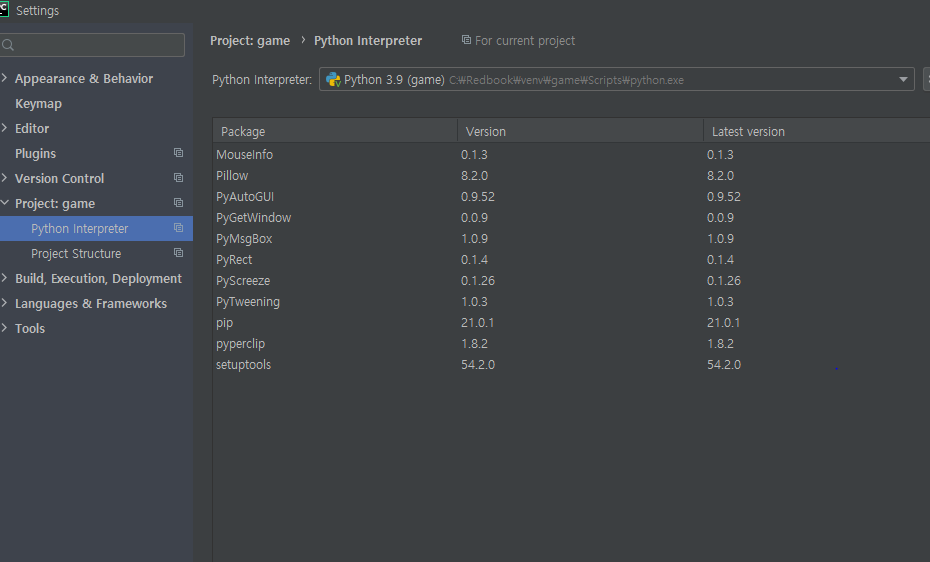 Settings
Project: game › Python Interpreter For current project
Python Interpreter: Python 3.9 (game) C:₩Redbook₩venv₩game₩Scripts₩python.exe
Appearance & Behavior
Keymap
Editor
Plugins
Version Control
Project: game
Python Interpreter
Project Structure
Build, Execution, Deployment
Languages & Frameworks
Tools
Package Version Latest version
MouseInfo 0.1.3 0.1.3
Pillow 8.2.0 8.2.0
PyAutoGUI 0.9.52 0.9.52
PyGetWindow 0.0.9 0.0.9
PyMsgBox 1.0.9 1.0.9
PyRect 0.1.4 0.1.4
PyScreeze 0.1.26 0.1.26
PyTweening 1.0.3 1.0.3
pip 21.0.1 21.0.1
pyperclip 1.8.2 1.8.2
setuptools 54.2.0 54.2.0